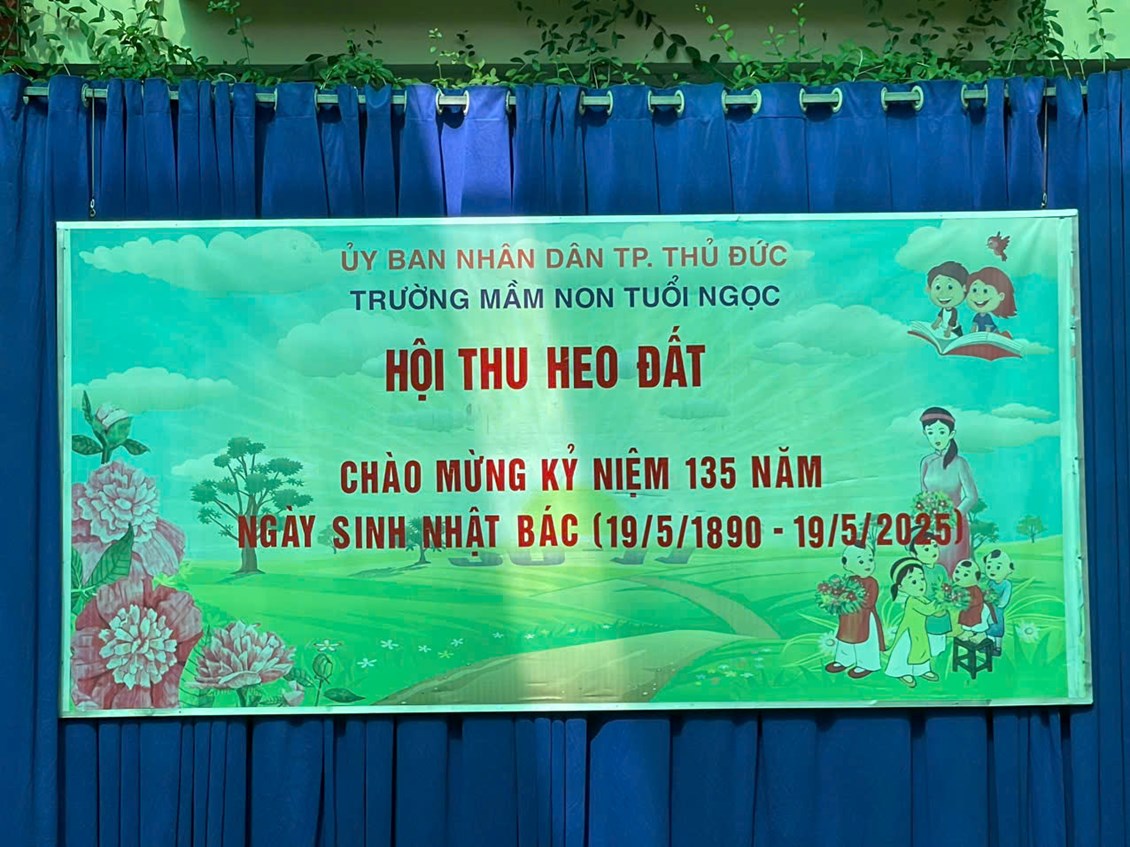 ỦY BAN NHÂN DÂN TP. THỦ ĐỨC
TRƯỜNG MẦM NON TUỔI NGỌC
HỘI THU HEO ĐẤT
CHÀO MỪNG KỶ NIỆM 135 NĂM
NGÀY SINH NHẬT BÁC (19/5/1890 - 19/5/2025)